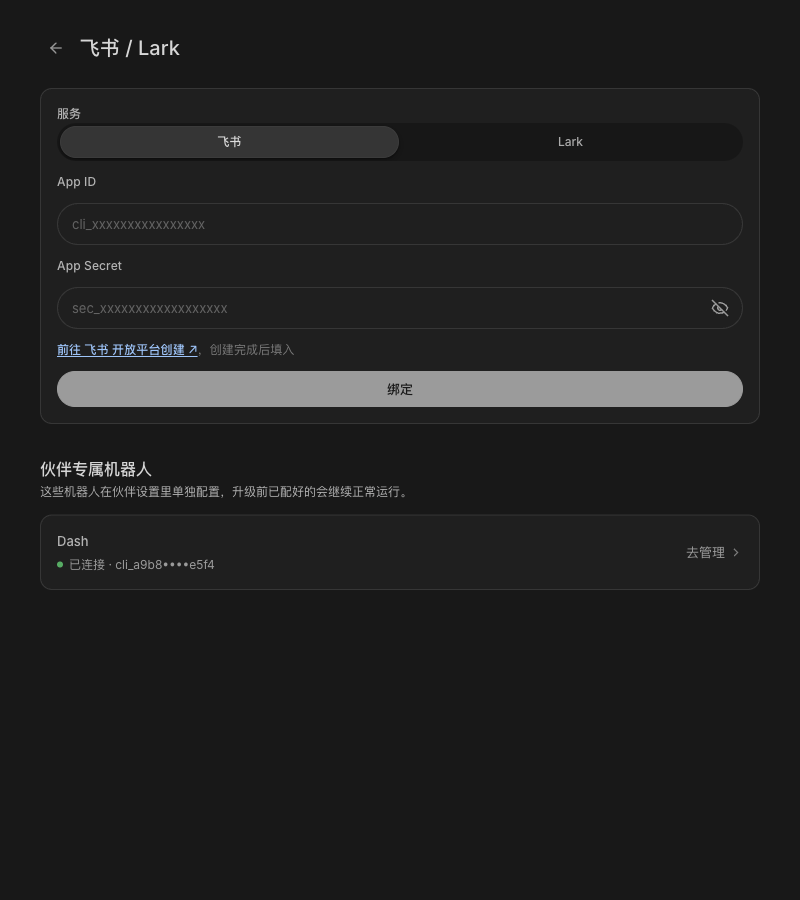 飞书 / Lark
服务
飞书
Lark
App ID
cli_xxxxxxxxxxxxxxxx
App Secret
sec_xxxxxxxxxxxxxxxxxx
前往 飞书 开放平台创建 ↗，创建完成后填入
绑定
伙伴专属机器人
这些机器人在伙伴设置里单独配置，升级前已配好的会继续正常运行。
Dash
已连接 · cli_a9b8••••e5f4
去管理